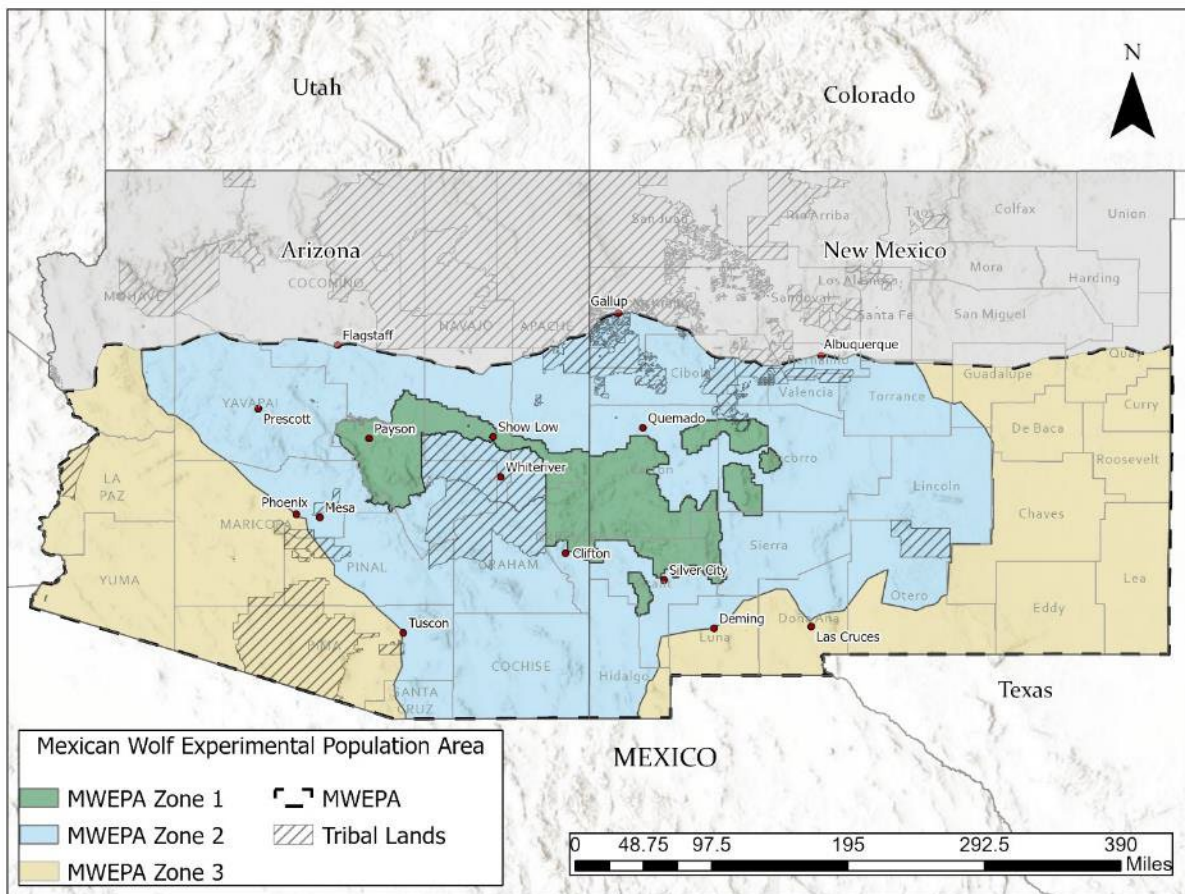 N
Utah
Colorado
San Juan
Rio Arriba
Taos
Colfax
Union
Arizona
New Mexico
Mora
Harding
Los Alamos
MOHAVE
COCONINO
Sandoval
Gallup
Santa Fe
San Miguel
NAVAJO
APACHE
Flagstaff
Albuquerque
Quay
Bernalillo
Cibola
Guadalupe
Valencia
Torrance
YAVAPAI
Prescott
Curry
Payson
Show Low
Quemado
De Baca
Socorro
Roosevelt
Whiteriver
LA
PAZ
Lincoln
Phoenix
Mesa
MARICOPA
Chaves
Sierra
Clifton
PINAL
GRAHAM
YUMA
Silver City
Lea
Otero
Eddy
Deming
Dona Ana
Las Cruces
Tuscon
Luna
PIMA
COCHISE
Hidalgo
SANTA
CRUZ
Texas
MEXICO
Mexican Wolf Experimental Population Area
MWEPA Zone 1
MWEPA
MWEPA Zone 2
Tribal Lands
MWEPA Zone 3
0 48.75 97.5 195 292.5 390
Miles